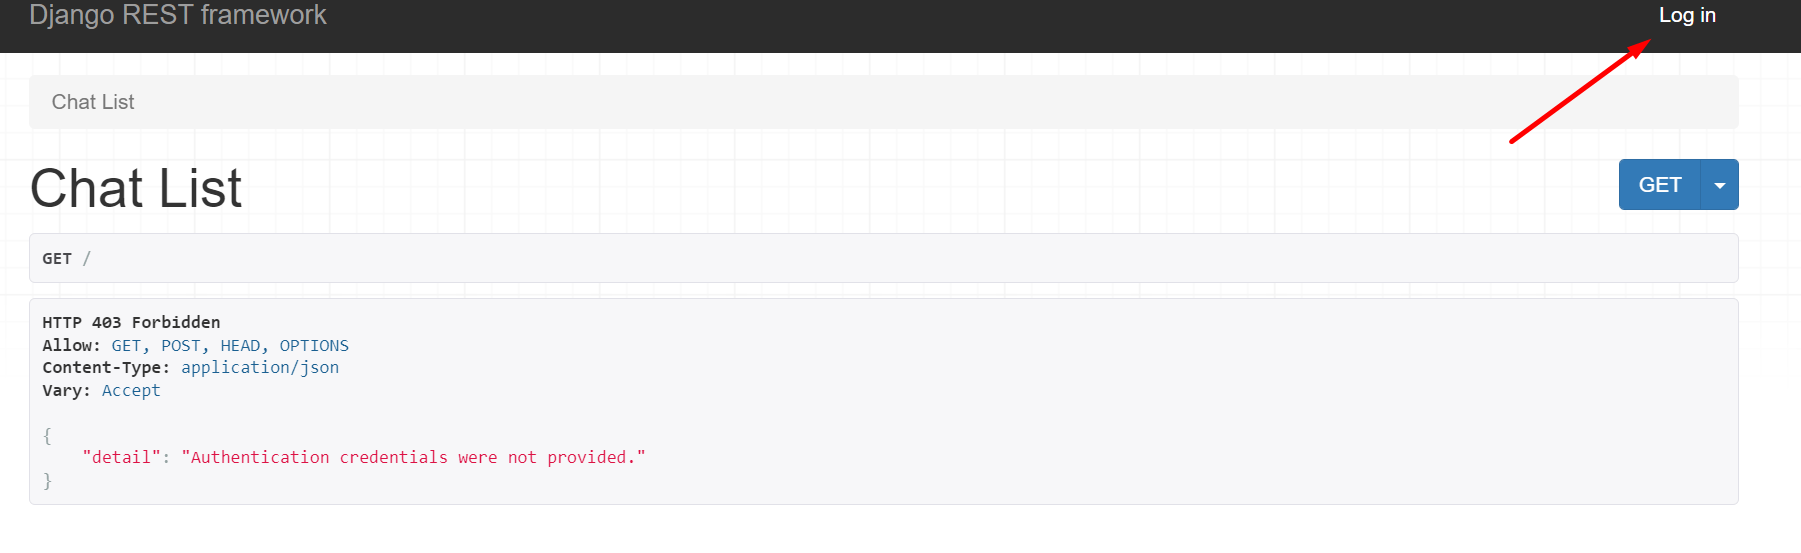 Django REST framework
Log in
Chat List
Chat List
GET
GET /
HTTP 403 Forbidden
Allow: GET, POST, HEAD, OPTIONS
Content-Type: application/json
Vary: Accept
{
    "detail": "Authentication credentials were not provided."
}